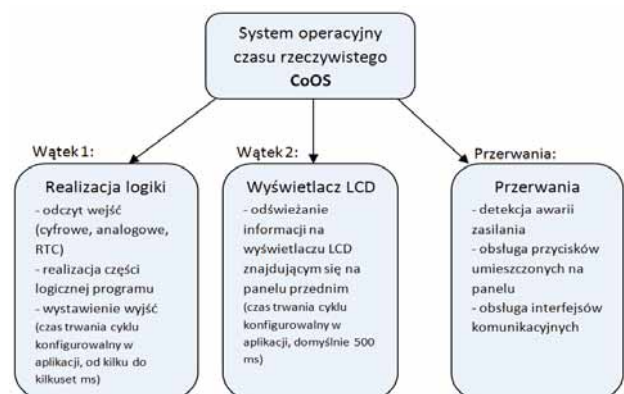 System operacyjny
czasu rzeczywistego
CoOS
Wątek 1:
Realizacja logiki
- odczyt wejść
(cyfrowe, analogowe,
RTC)
- realizacja części
logicznej programu
- wystawienie wyjść
(czas trwania cyklu
konfigurowalny w
aplikacji, od kilku do
kilkuset ms)
Wątek 2:
Wyświetlacz LCD
- odświeżanie
informacji na
wyświetlaczu LCD
znajdującym się na
panelu przednim
(czas trwania cyklu
konfigurowalny w
aplikacji, domyślnie 500
ms)
Przerwania:
Przerwania
- detekcja awarii
zasilania
- obsługa przycisków
umieszczonych na
panelu
- obsługa interfejsów
komunikacyjnych